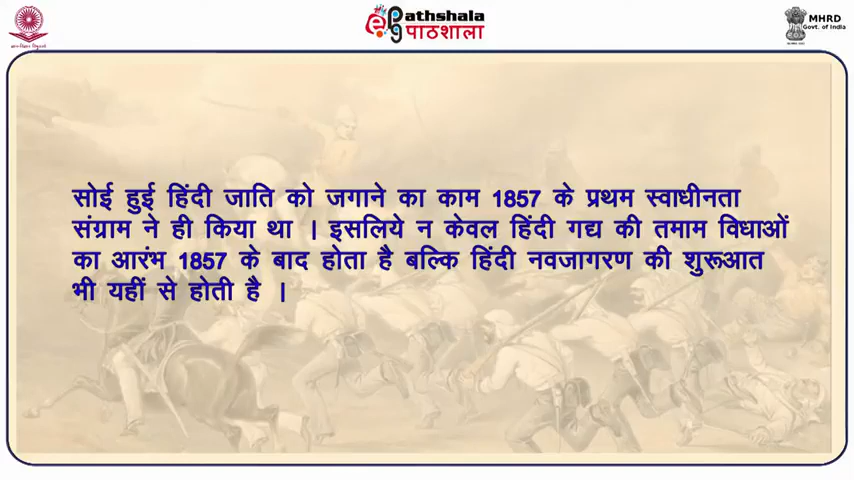 ePathshala
पाठशाला
MHRD
Govt. of India
सोई हुई हिंदी जाति को जगाने का काम 1857 के प्रथम स्वाधीनता
संग्राम ने ही किया था । इसलिये न केवल हिंदी गद्य की तमाम विधाओं
का आरंभ 1857 के बाद होता है बल्कि हिंदी नवजागरण की शुरूआत
भी यहीं से होती है ।